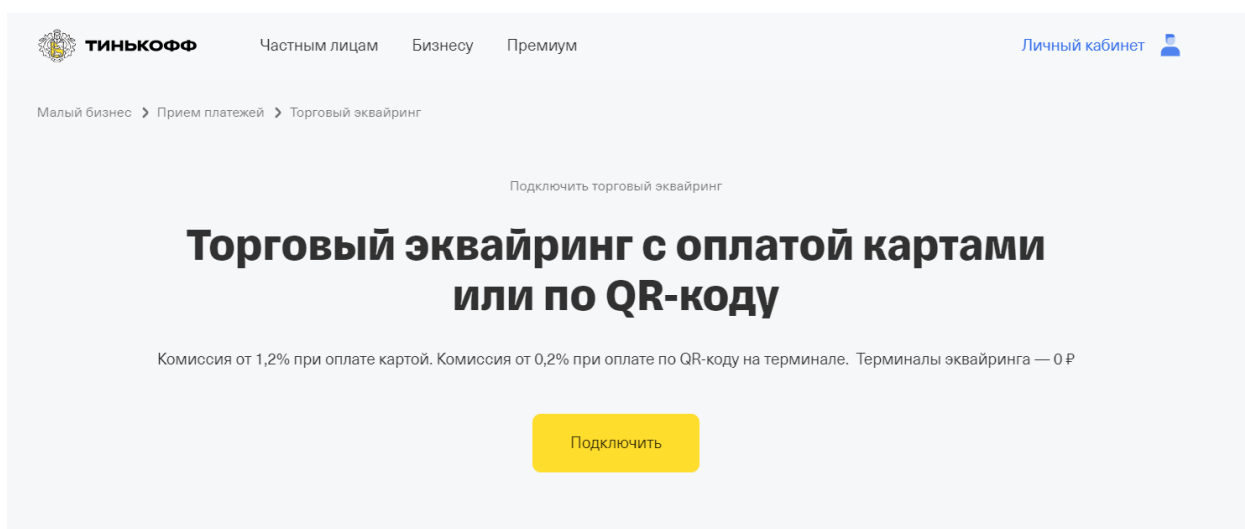 ТИНЬКОФФ Частным лицам Бизнесу Премиум Личный кабинет
Малый бизнес > Прием платежей > Торговый эквайринг
Подключить торговый эквайринг
Торговый эквайринг с оплатой картами
или по QR-коду
Комиссия от 1,2% при оплате картой. Комиссия от 0,2% при оплате по QR-коду на терминале. Терминалы эквайринга — 0 ₽
Подключить